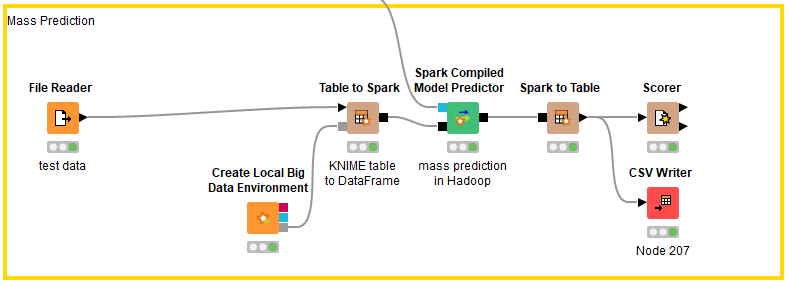 Mass Prediction
File Reader
test data
Create Local Big
Data Environment
Table to Spark
KNIME table
to DataFrame
Spark Compiled
Model Predictor
mass prediction
in Hadoop
Spark to Table
Scorer
CSV Writer
Node 207